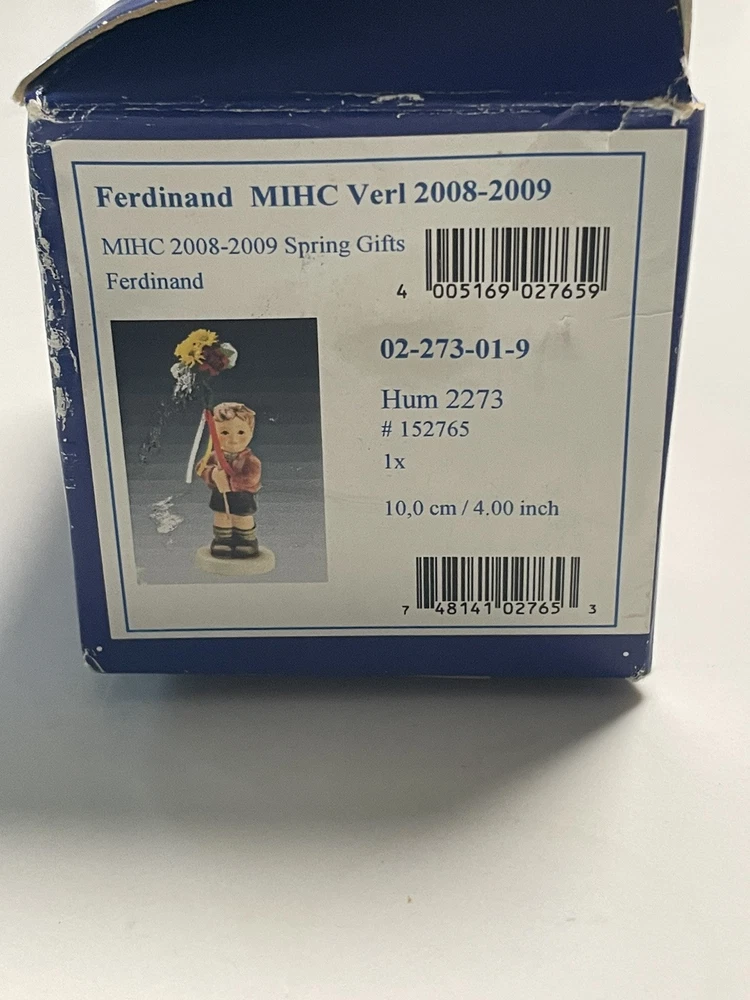 Ferdinand MIHC Verl 2008-2009
MIHC 2008-2009 Spring Gifts
Ferdinand
4 005169 027659
02-273-01-9
Hum 2273
# 152765
1x
10,0 cm / 4.00 inch
7 48141 02765 3